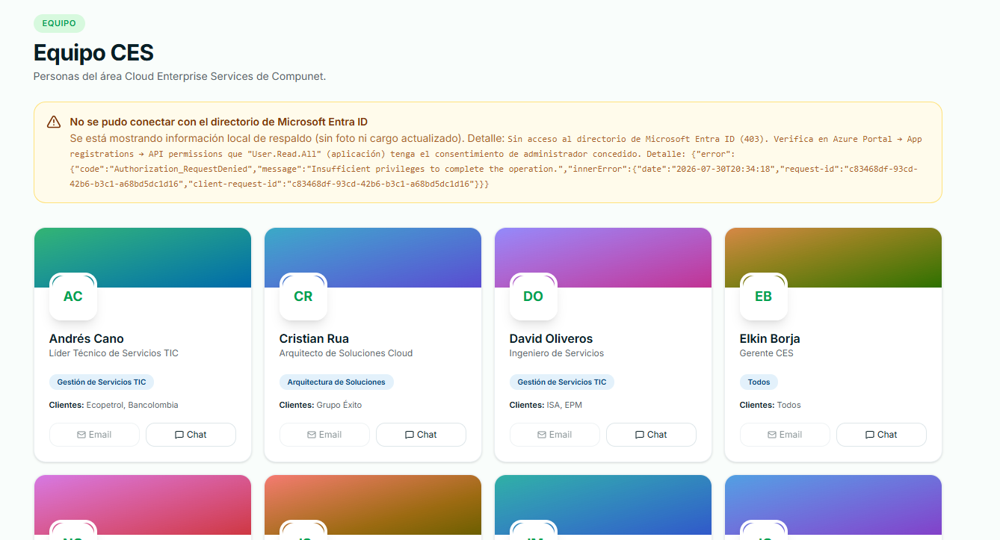 EQUIPO
Equipo CES
Personas del área Cloud Enterprise Services de Compunet.
No se pudo conectar con el directorio de Microsoft Entra ID
Se está mostrando información local de respaldo (sin foto ni cargo actualizado). Detalle: Sin acceso al directorio de Microsoft Entra ID (403). Verifica en Azure Portal → App
registrations → API permissions que "User.Read.All" (aplicación) tenga el consentimiento de administrador concedido. Detalle: {"error":
{"code":"Authorization_RequestDenied","message":"Insufficient privileges to complete the operation.","innerError":{"date":"2026-07-30T20:34:18","request-id":"c83468df-93cd-
42b6-b3c1-a68bd5dc1d16","client-request-id":"c83468df-93cd-42b6-b3c1-a68bd5dc1d16"}}}
AC
Andrés Cano
Líder Técnico de Servicios TIC
Gestión de Servicios TIC
Clientes: Ecopetrol, Bancolombia
Email
Chat
CR
Cristian Rua
Arquitecto de Soluciones Cloud
Arquitectura de Soluciones
Clientes: Grupo Éxito
Email
Chat
DO
David Oliveros
Ingeniero de Servicios
Gestión de Servicios TIC
Clientes: ISA, EPM
Email
Chat
EB
Elkin Borja
Gerente CES
Todos
Clientes: Todos
Email
Chat